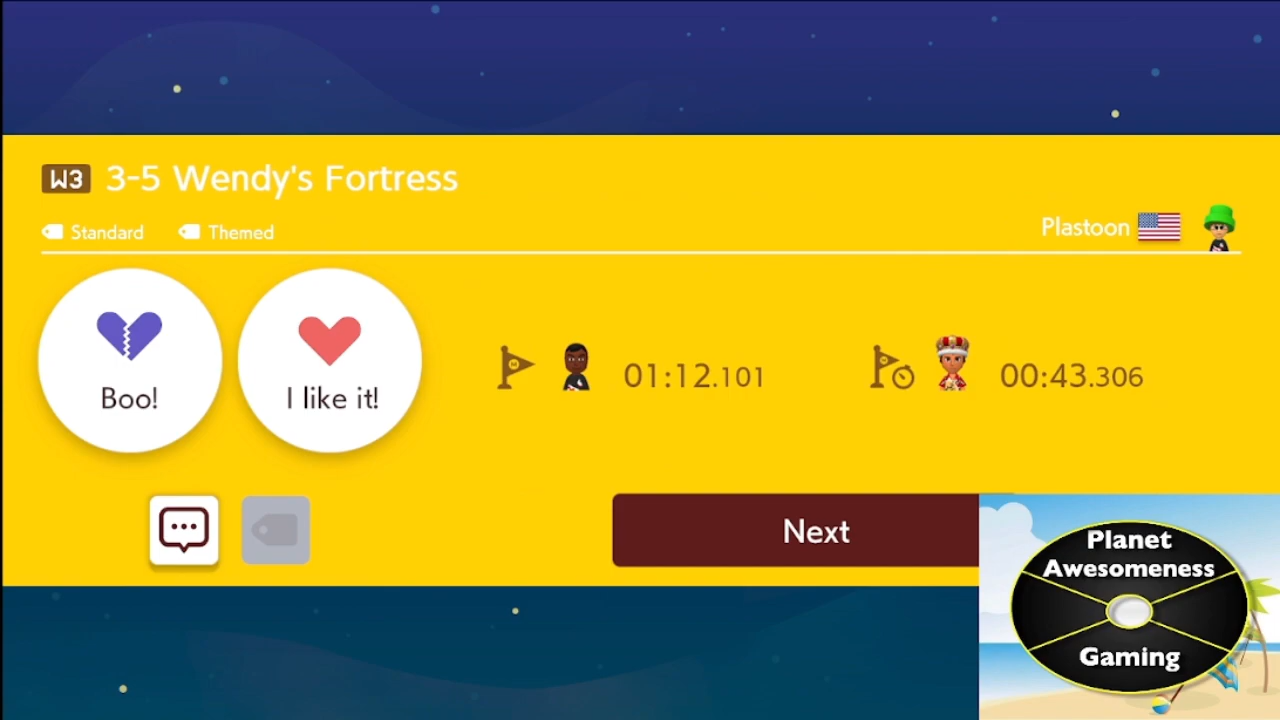 W3 3-5 Wendy's Fortress
Standard Themed
Plastoon
Boo!
I like it!
M 01:12.101
M 00:43.306
Next
Planet
Awesomeness
Gaming